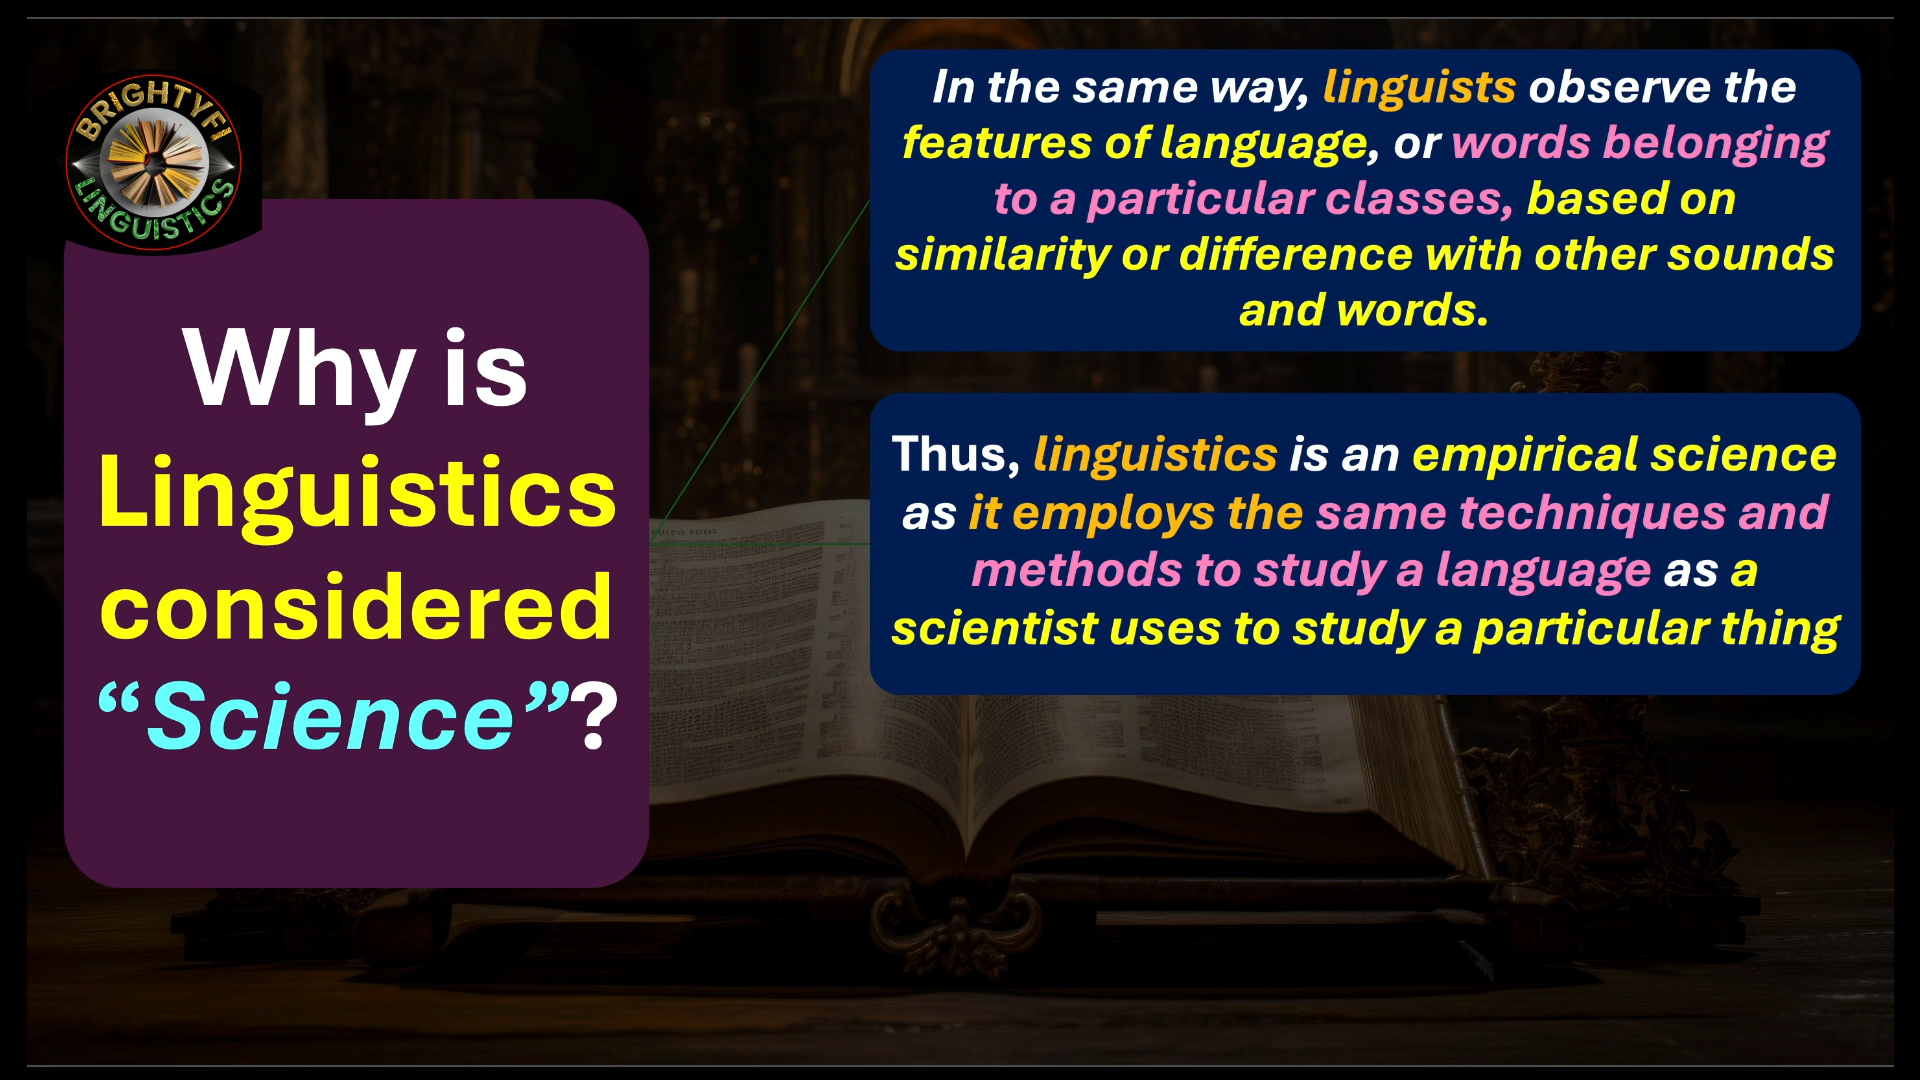 BRIGHTYFI
LINGUISTICS
Why is
Linguistics
considered
“Science”?
In the same way, linguists observe the
features of language, or words belonging
to a particular classes, based on
similarity or difference with other sounds
and words.
Thus, linguistics is an empirical science
as it employs the same techniques and
methods to study a language as a
scientist uses to study a particular thing